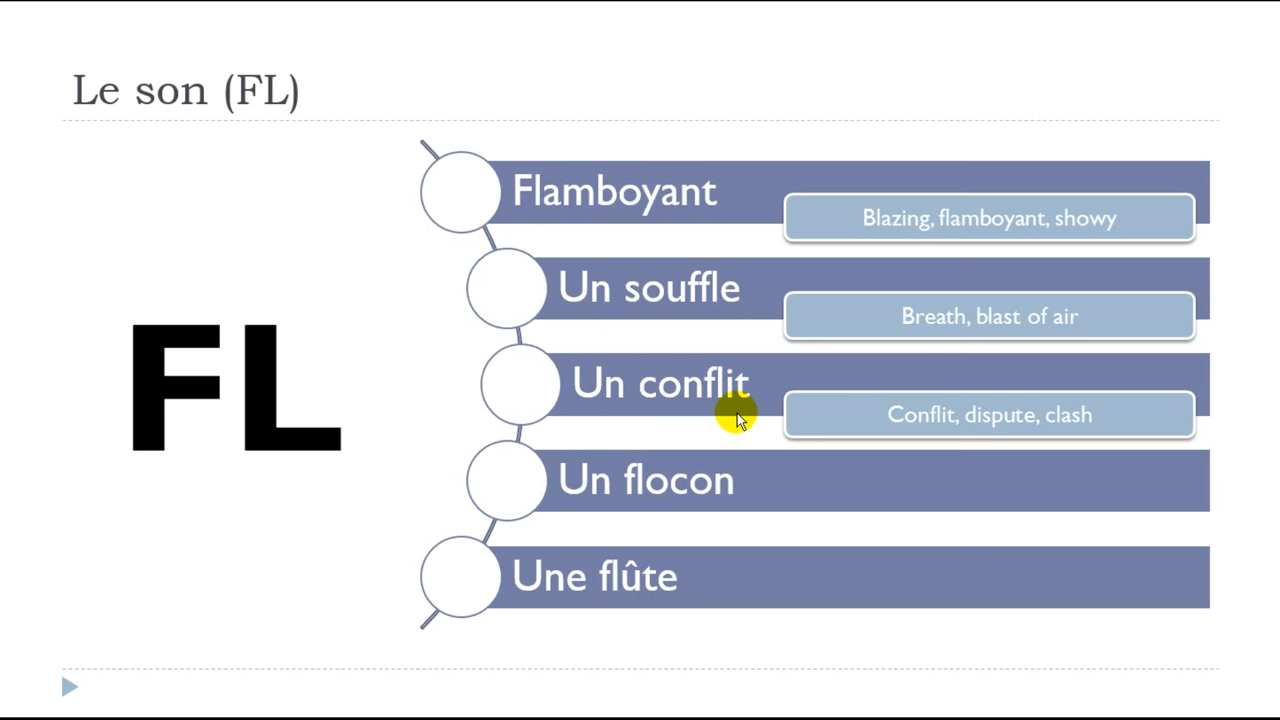 Le son (FL)
FL
Flamboyant
Blazing, flamboyant, showy
Un souffle
Breath, blast of air
Un conflit
Conflit, dispute, clash
Un flocon
Une flûte